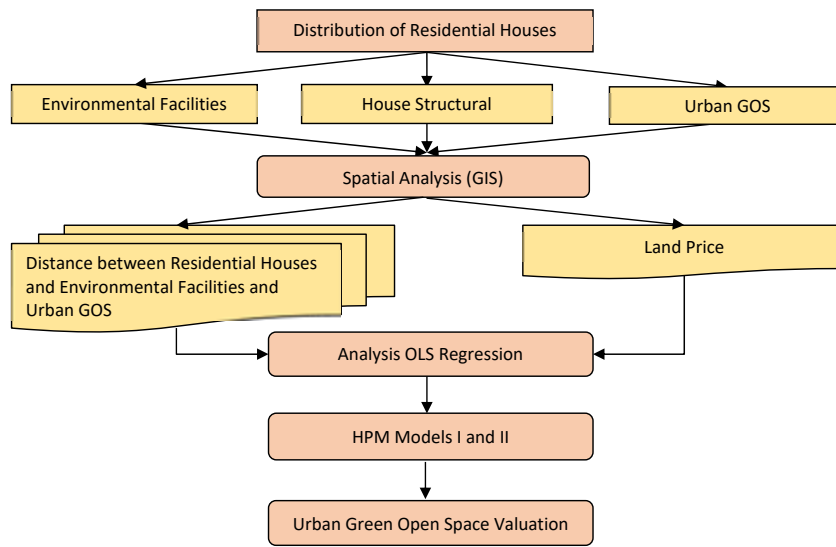 Distribution of Residential Houses
Environmental Facilities
House Structural
Urban GOS
Spatial Analysis (GIS)
Distance between Residential Houses
and Environmental Facilities and
Urban GOS
Land Price
Analysis OLS Regression
HPM Models I and II
Urban Green Open Space Valuation